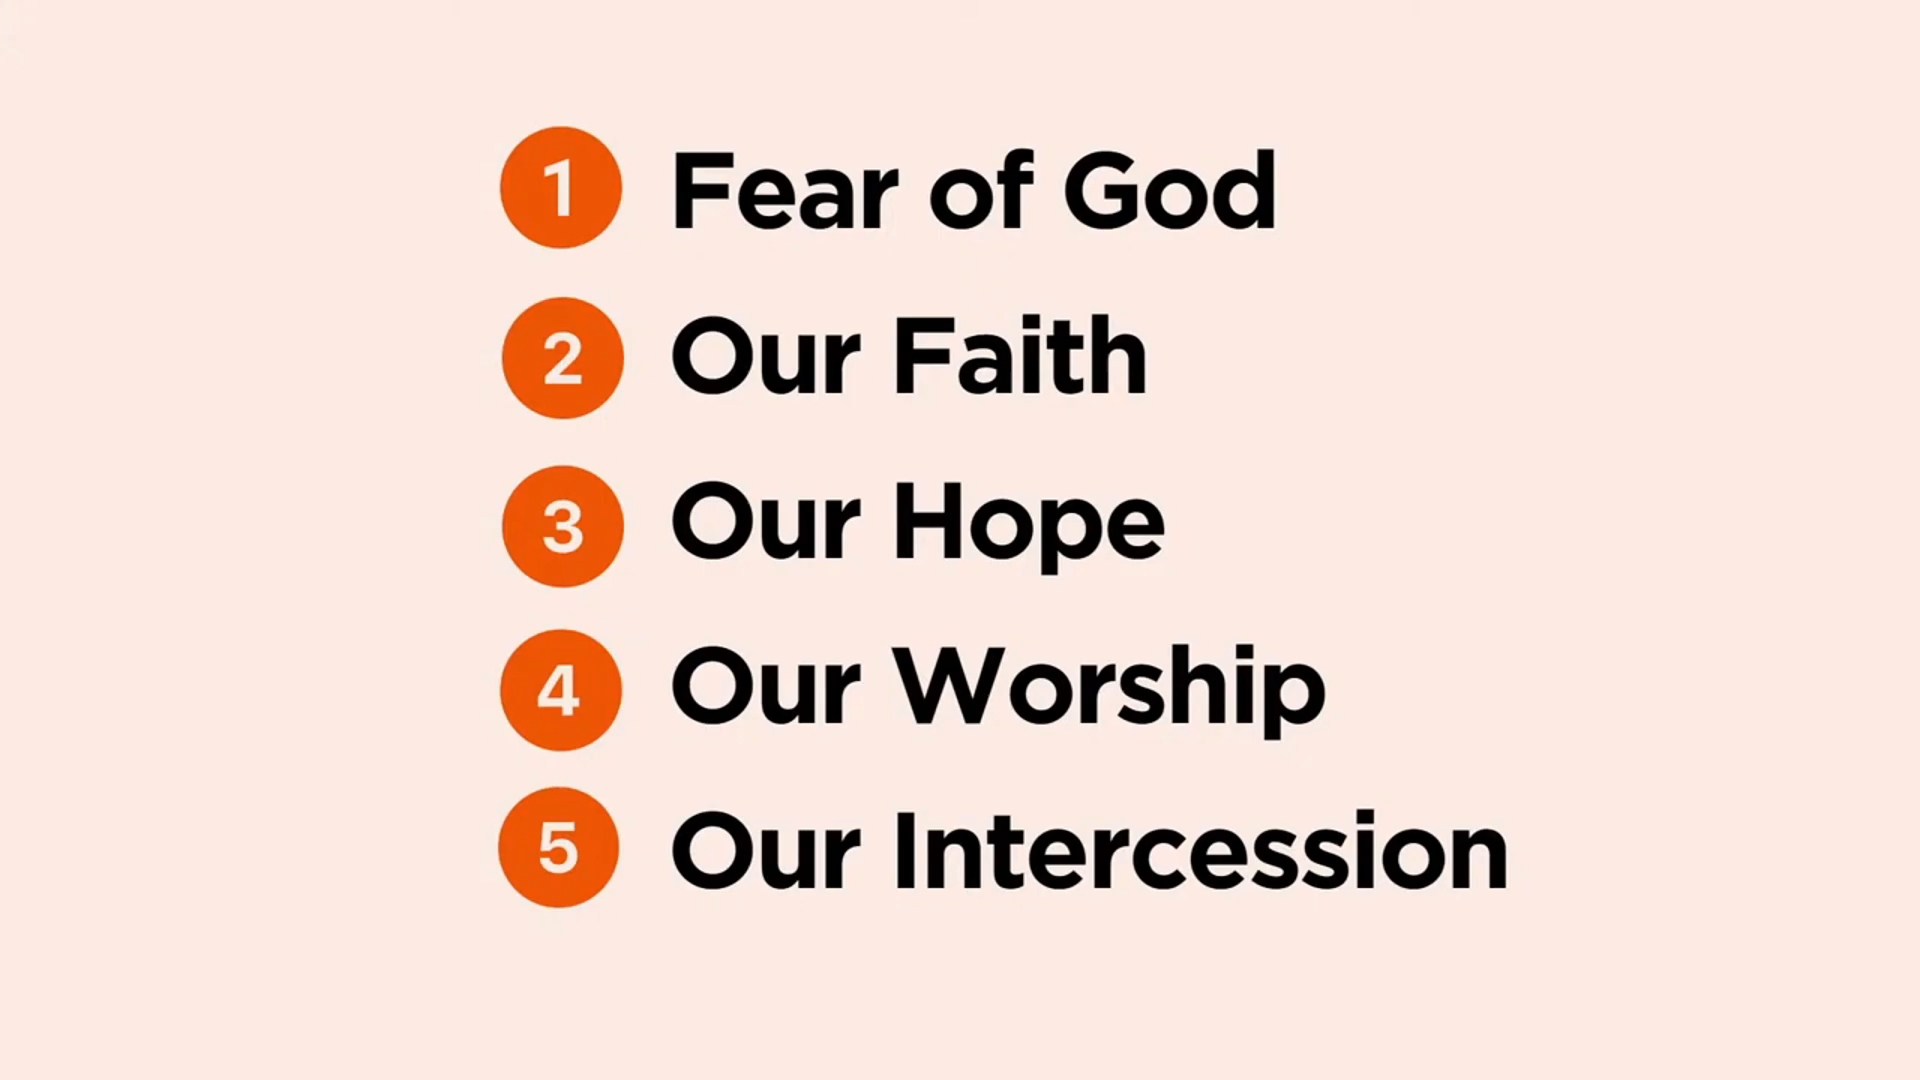 1 Fear of God
2 Our Faith
3 Our Hope
4 Our Worship
5 Our Intercession